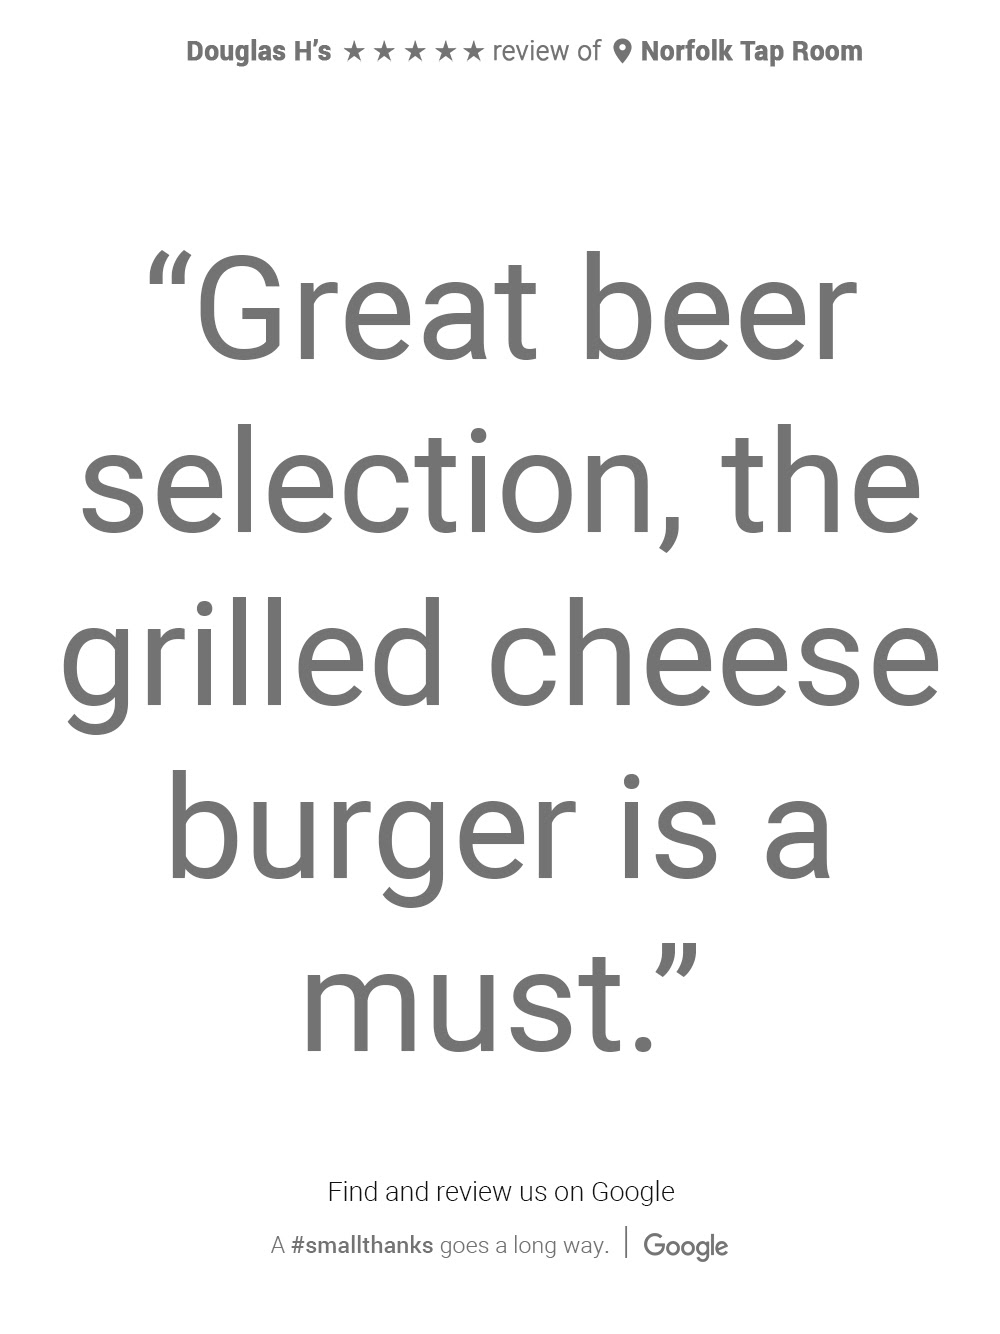 Douglas H’s ★ ★ ★ ★ ★ review of Norfolk Tap Room
“Great beer
selection, the
grilled cheese
burger is a
must.”
Find and review us on Google
A #smallthanks goes a long way. | Google